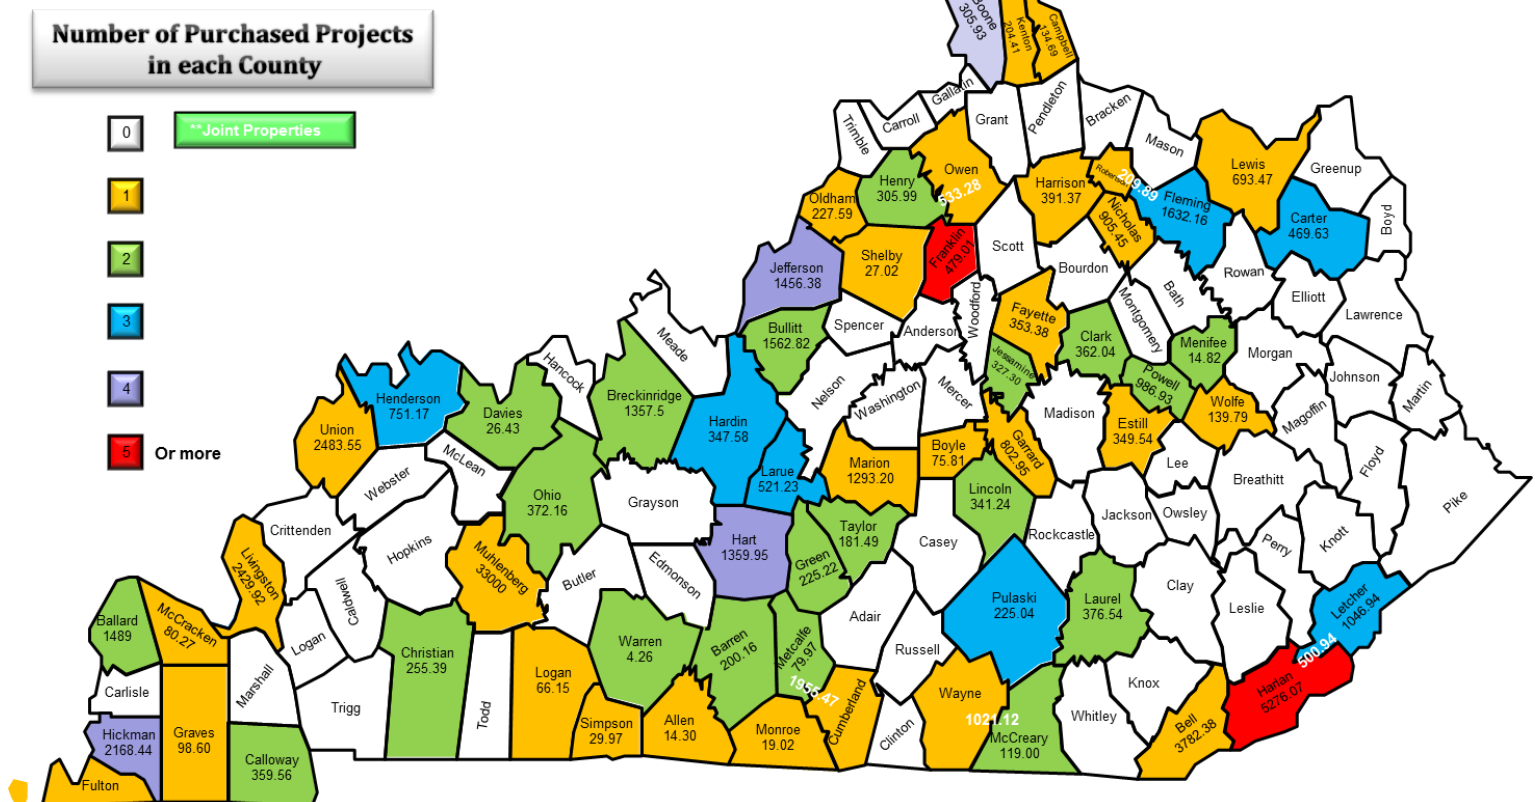 Number of Purchased Projects
in each County
0
**Joint Properties
1
2
3
4
5
Or more
Boone
305.93
Kenton
204.41
Campbell
134.69
Gallatin
Carroll
Trimble
Grant
Pendleton
Bracken
Mason
Lewis
693.47
Greenup
Owen
533.28
Henry
305.99
Oldham
227.59
Harrison
391.37
209.89
Nicholas
905.45
Fleming
1632.16
Carter
469.63
Boyd
Jefferson
1456.38
Shelby
27.02
Franklin
479.01
Scott
Bourdon
Bath
Rowan
Elliott
Lawrence
Meade
Bullitt
1562.82
Spencer
Anderson
Woodford
Fayette
353.38
Montgomery
Clark
362.04
Menifee
14.82
Morgan
Johnson
Martin
Hancock
Henderson
751.17
Davies
26.43
Breckinridge
1357.5
Hardin
347.58
Nelson
Washington
Mercer
Jessamine
327.30
Madison
Powell
986.93
Wolfe
139.79
Magoffin
Union
2483.55
Webster
McLean
Larue
521.23
Marion
1293.20
Boyle
75.81
Garrard
802.95
Estill
349.54
Lee
Breathitt
Floyd
Pike
Crittenden
Hopkins
Ohio
372.16
Grayson
Hart
1359.95
Green
225.22
Taylor
181.49
Casey
Lincoln
341.24
Rockcastle
Jackson
Owsley
Perry
Knott
Livingston
2429.92
Caldwell
Muhlenberg
33000
Butler
Edmonson
Adair
Pulaski
225.04
Laurel
376.54
Clay
Leslie
Letcher
1046.94
500.94
Ballard
1489
McCracken
80.27
Logan
Christian
255.39
Warren
4.26
Barren
200.16
Metcalfe
79.97
1955.47
Russell
Carlisle
Marshall
Trigg
Todd
Logan
66.15
Simpson
29.97
Allen
14.30
Monroe
19.02
Cumberland
Clinton
Wayne
1021.12
McCreary
119.00
Whitley
Knox
Bell
3782.38
Harlan
5276.07
Hickman
2168.44
Graves
98.60
Calloway
359.56
Fulton